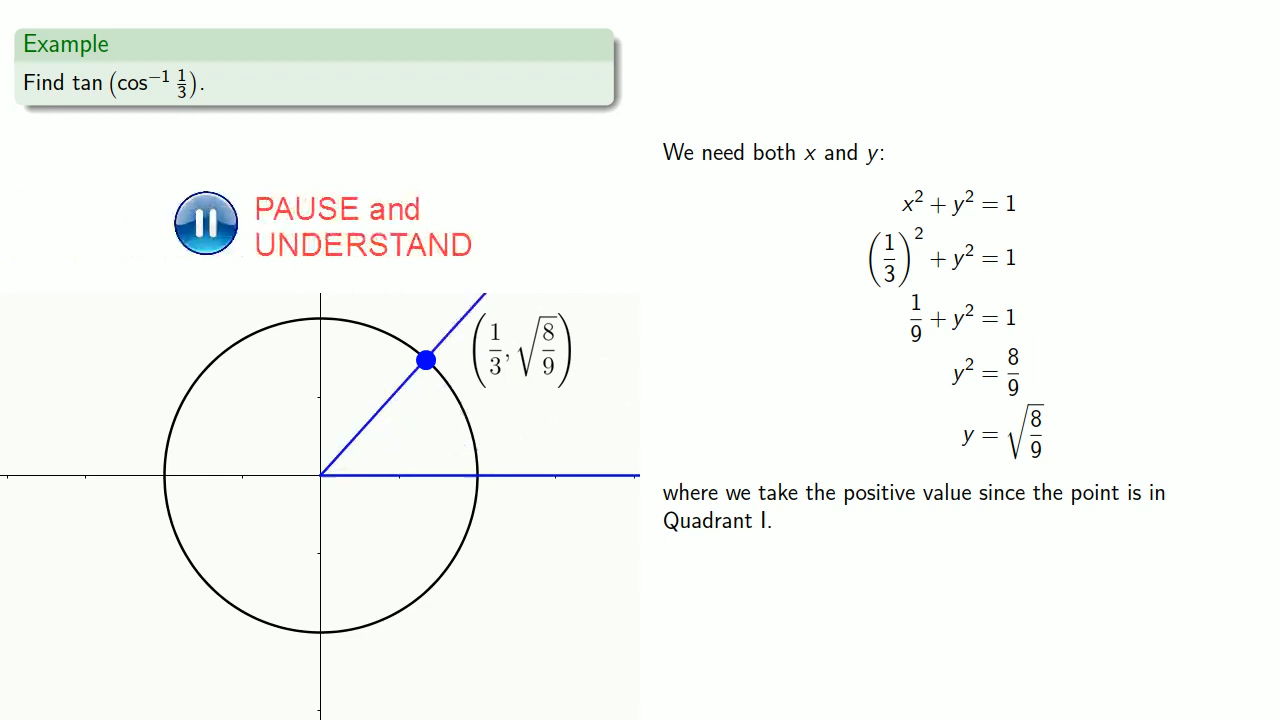 Example
Find tan (cos⁻¹ 1/3).
PAUSE and
UNDERSTAND
(1/3, √(8/9))
We need both x and y:
x² + y² = 1
(1/3)² + y² = 1
1/9 + y² = 1
y² = 8/9
y = √(8/9)
where we take the positive value since the point is in
Quadrant I.